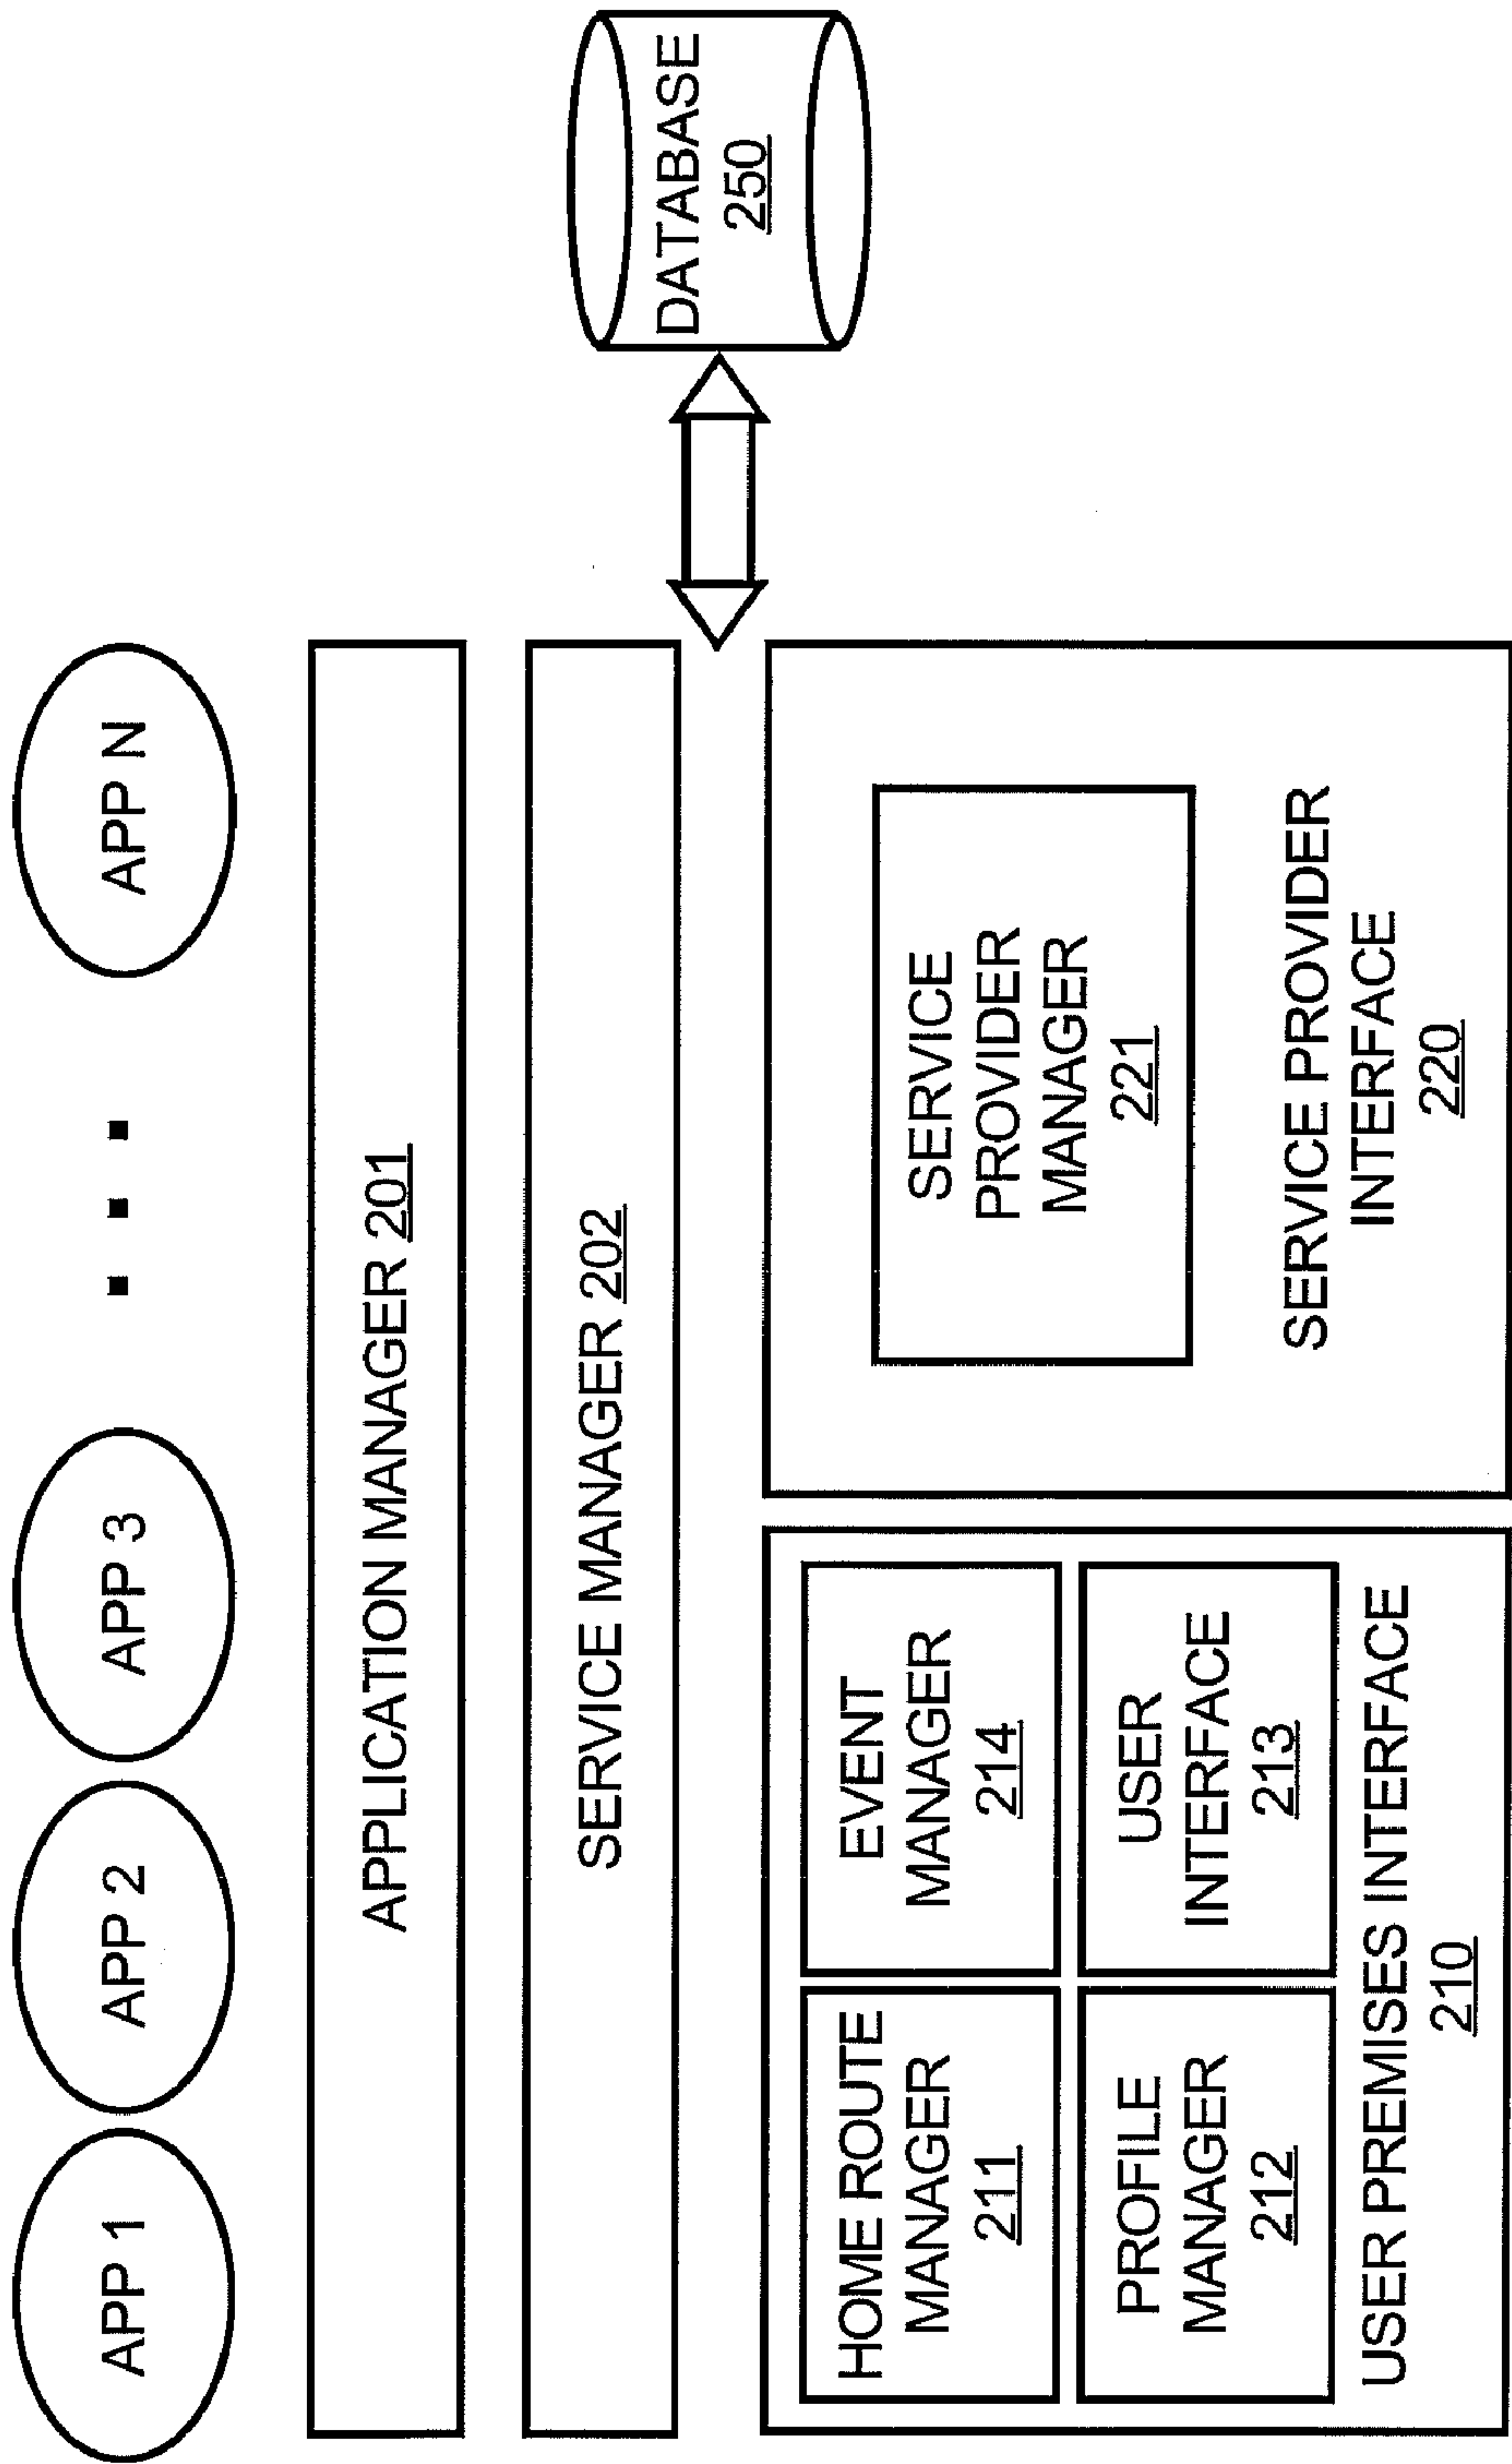 APP 1
APP 2
APP 3
APP N
APPLICATION MANAGER 201
SERVICE MANAGER 202
HOME ROUTE
MANAGER
211
EVENT
MANAGER
214
PROFILE
MANAGER
212
USER
INTERFACE
213
USER PREMISES INTERFACE
210
SERVICE
PROVIDER
MANAGER
221
SERVICE PROVIDER
INTERFACE
220
DATABASE
250